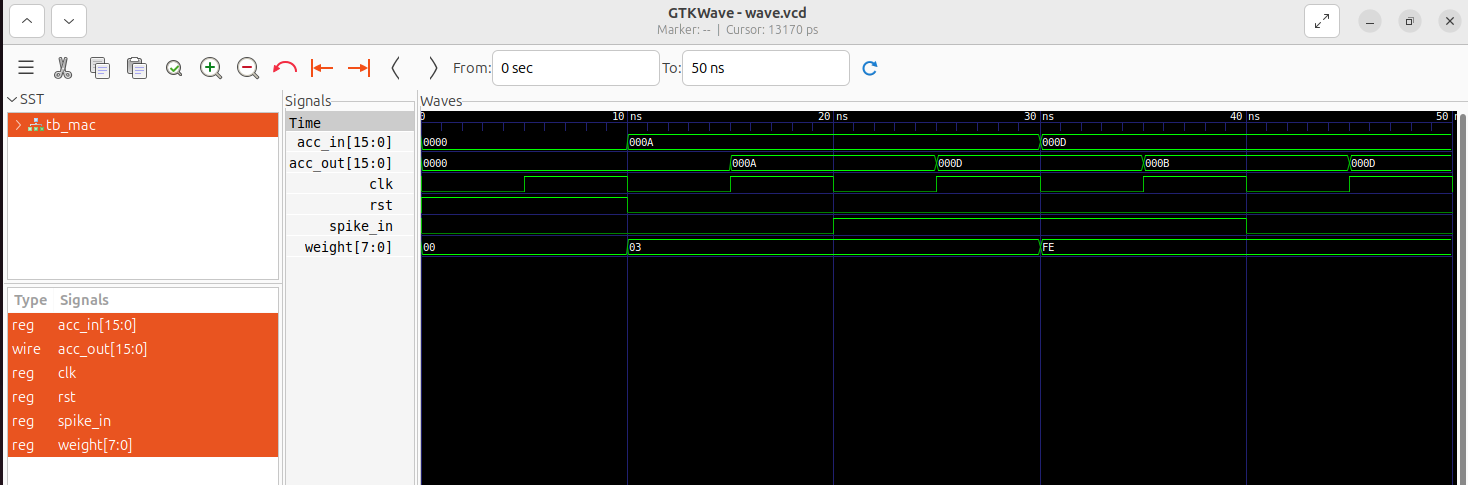 GTKWave - wave.vcd
Marker: -- | Cursor: 13170 ps
From: 0 sec To: 50 ns
SST
tb_mac
Type Signals
reg acc_in[15:0]
wire acc_out[15:0]
reg clk
reg rst
reg spike_in
reg weight[7:0]
Signals
Time
acc_in[15:0]
acc_out[15:0]
clk
rst
spike_in
weight[7:0]
Waves
0 10 ns 20 ns 30 ns 40 ns 50
0000 000A 000D
0000 000A 000D 000B 000D
00 03 FE